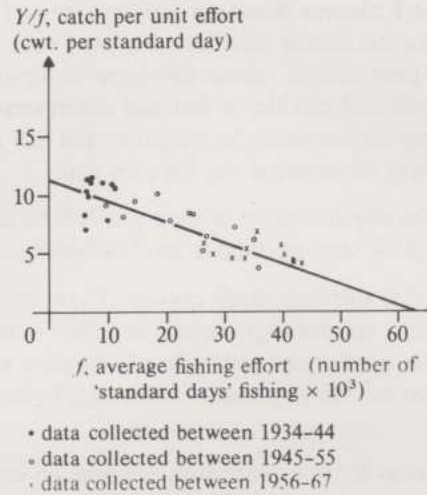 Y/f, catch per unit effort
(cwt. per standard day)
15
10
5
0 10 20 30 40 50 60
f, average fishing effort (number of
'standard days' fishing × 10³)
• data collected between 1934–44
∘ data collected between 1945–55
× data collected between 1956–67